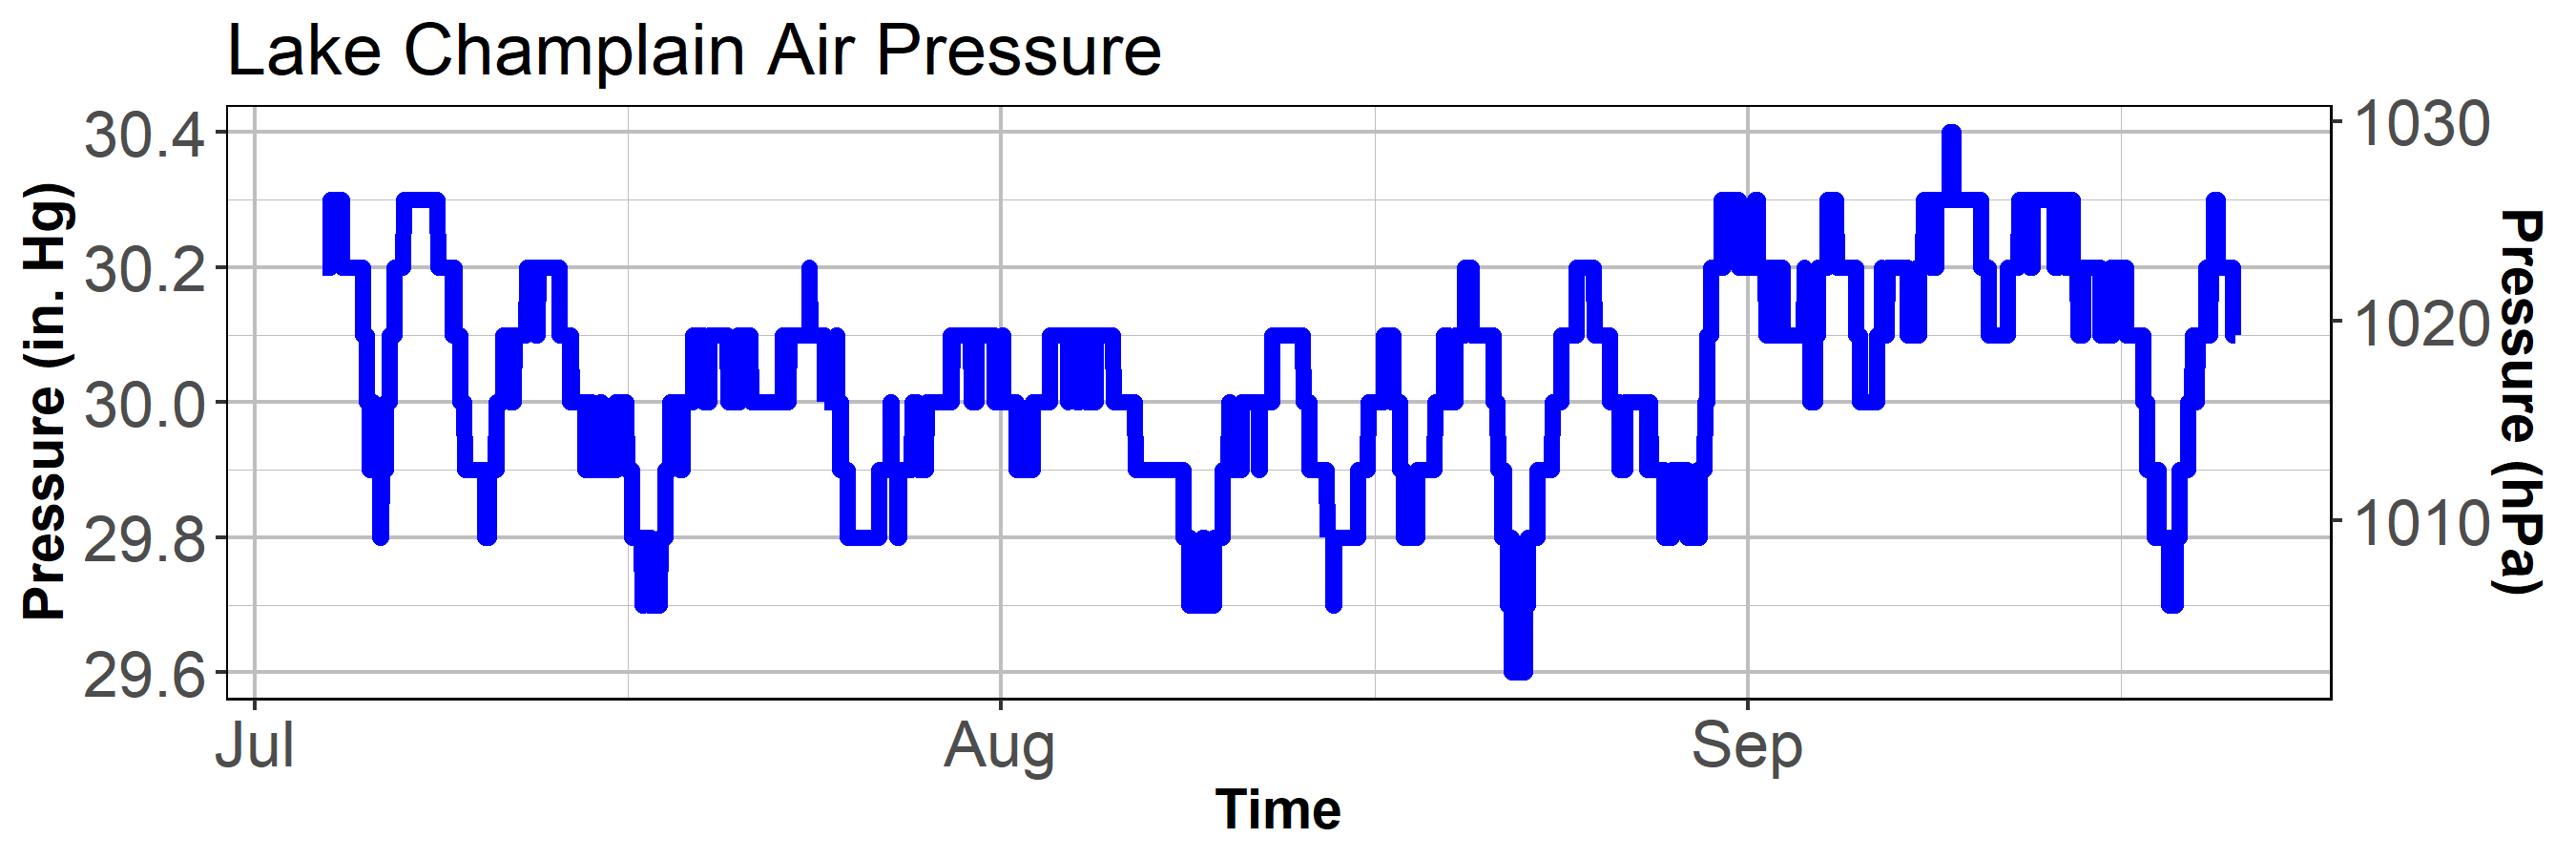 Lake Champlain Air Pressure
Pressure (in. Hg)
30.4
30.2
30.0
29.8
29.6
1030
1020
1010
Pressure (hPa)
Jul Aug Sep
Time